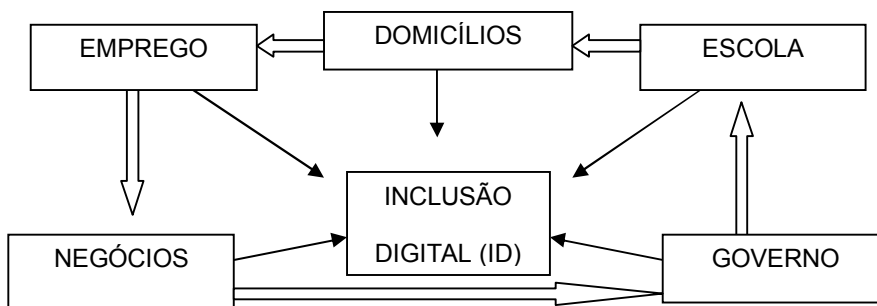 EMPREGO
DOMICÍLIOS
ESCOLA
INCLUSÃO
DIGITAL (ID)
NEGÓCIOS
GOVERNO